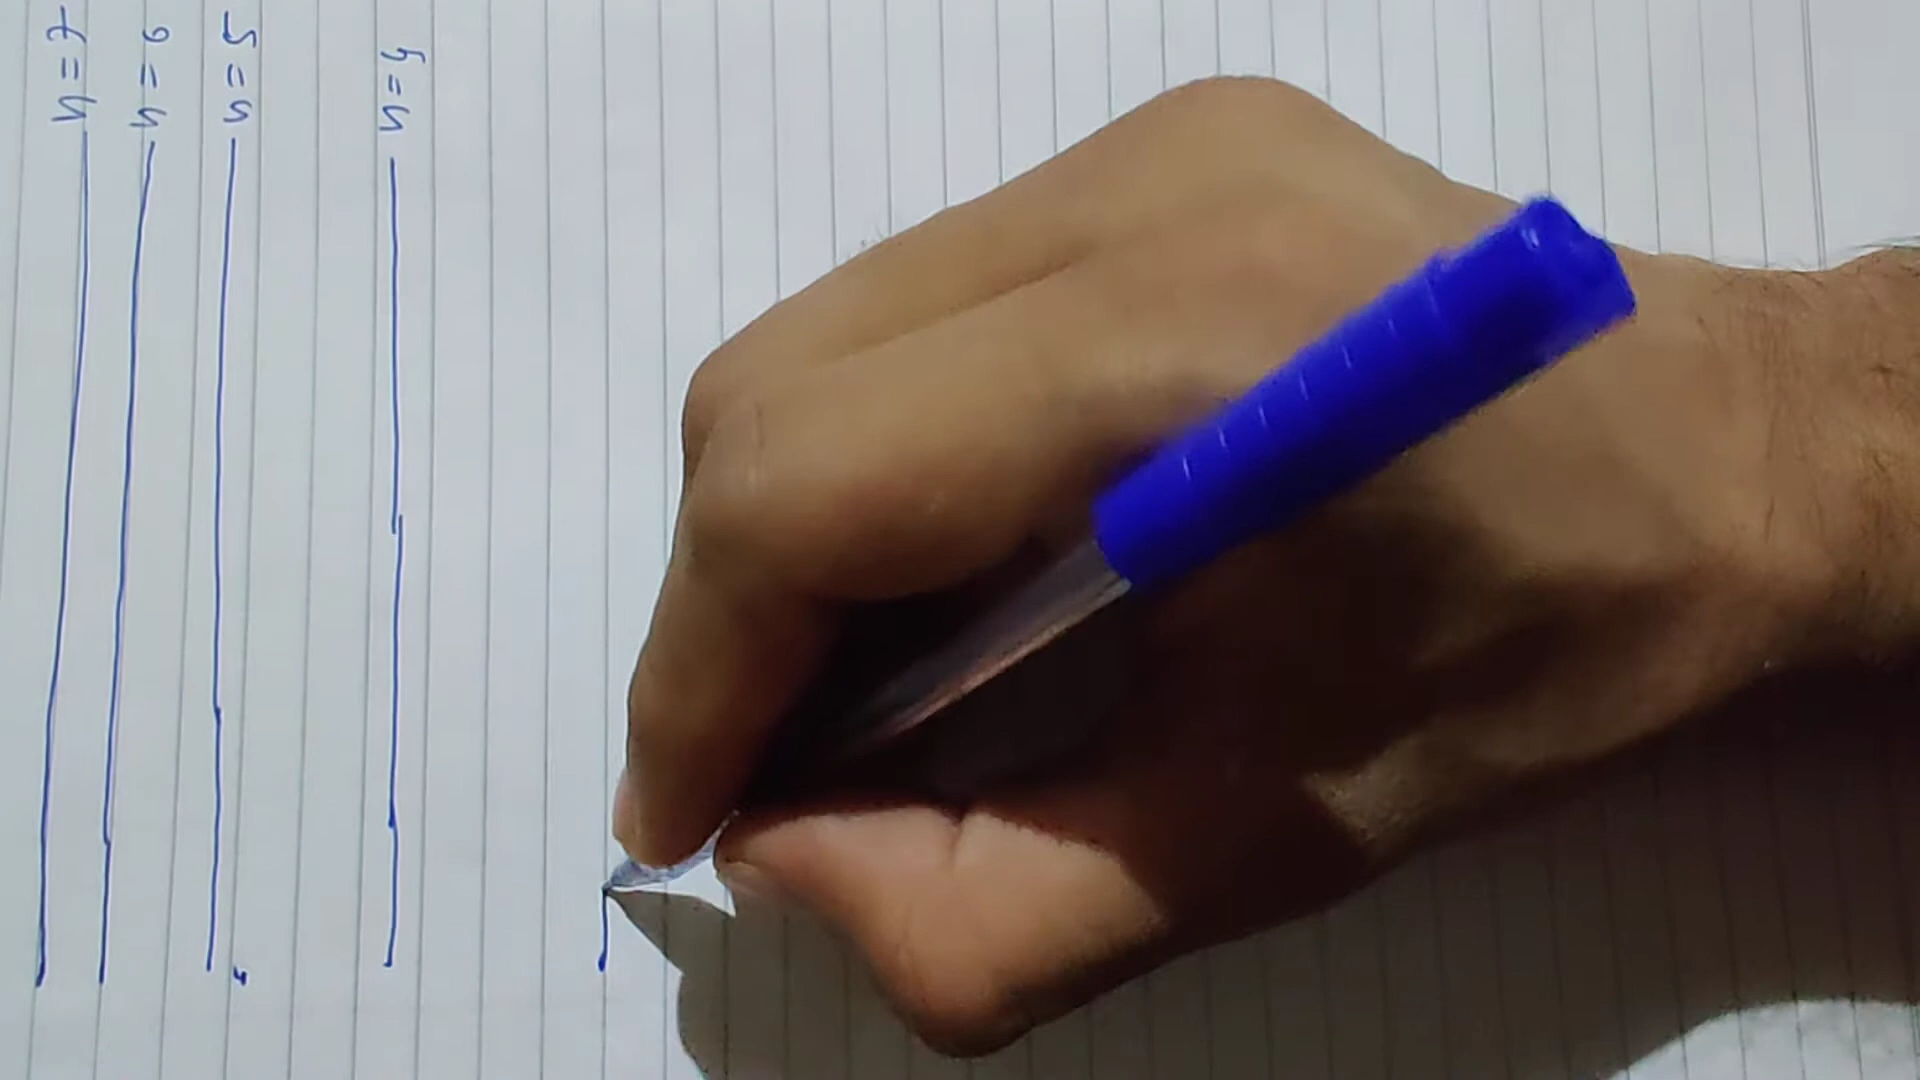 n = 7
n = 6
n = 5
n = 4